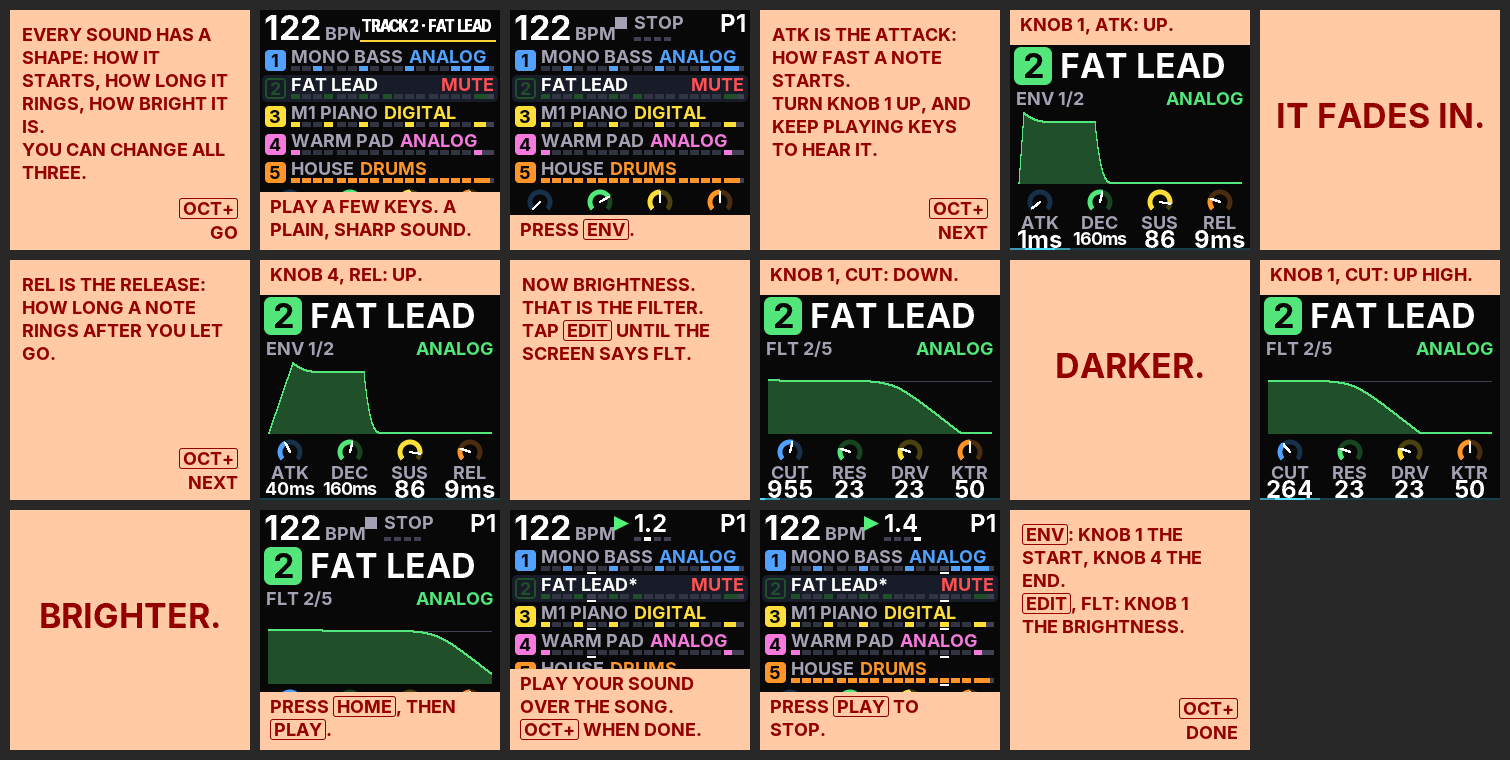 EVERY SOUND HAS A
SHAPE: HOW IT
STARTS, HOW LONG IT
RINGS, HOW BRIGHT IT
IS.
YOU CAN CHANGE ALL
THREE.
OCT+
GO
122 BPM TRACK 2 · FAT LEAD
1 MONO BASS ANALOG
2 FAT LEAD MUTE
3 M1 PIANO DIGITAL
4 WARM PAD ANALOG
5 HOUSE DRUMS
PLAY A FEW KEYS. A
PLAIN, SHARP SOUND.
122 BPM STOP P1
1 MONO BASS ANALOG
2 FAT LEAD MUTE
3 M1 PIANO DIGITAL
4 WARM PAD ANALOG
5 HOUSE DRUMS
PRESS ENV.
ATK IS THE ATTACK:
HOW FAST A NOTE
STARTS.
TURN KNOB 1 UP, AND
KEEP PLAYING KEYS
TO HEAR IT.
OCT+
NEXT
KNOB 1, ATK: UP.
2 FAT LEAD
ENV 1/2 ANALOG
ATK DEC SUS REL
1ms 160ms 86 9ms
IT FADES IN.
REL IS THE RELEASE:
HOW LONG A NOTE
RINGS AFTER YOU LET
GO.
OCT+
NEXT
KNOB 4, REL: UP.
2 FAT LEAD
ENV 1/2 ANALOG
ATK DEC SUS REL
40ms 160ms 86 9ms
NOW BRIGHTNESS.
THAT IS THE FILTER.
TAP EDIT UNTIL THE
SCREEN SAYS FLT.
KNOB 1, CUT: DOWN.
2 FAT LEAD
FLT 2/5 ANALOG
CUT RES DRV KTR
955 23 23 50
DARKER.
KNOB 1, CUT: UP HIGH.
2 FAT LEAD
FLT 2/5 ANALOG
CUT RES DRV KTR
264 23 23 50
BRIGHTER.
122 BPM STOP P1
2 FAT LEAD
FLT 2/5 ANALOG
PRESS HOME, THEN
PLAY.
122 BPM 1.2 P1
1 MONO BASS ANALOG
2 FAT LEAD* MUTE
3 M1 PIANO DIGITAL
4 WARM PAD ANALOG
5 HOUSE DRUMS
PLAY YOUR SOUND
OVER THE SONG.
OCT+ WHEN DONE.
122 BPM 1.4 P1
1 MONO BASS ANALOG
2 FAT LEAD* MUTE
3 M1 PIANO DIGITAL
4 WARM PAD ANALOG
5 HOUSE DRUMS
PRESS PLAY TO
STOP.
ENV: KNOB 1 THE
START, KNOB 4 THE
END.
EDIT, FLT: KNOB 1
THE BRIGHTNESS.
OCT+
DONE